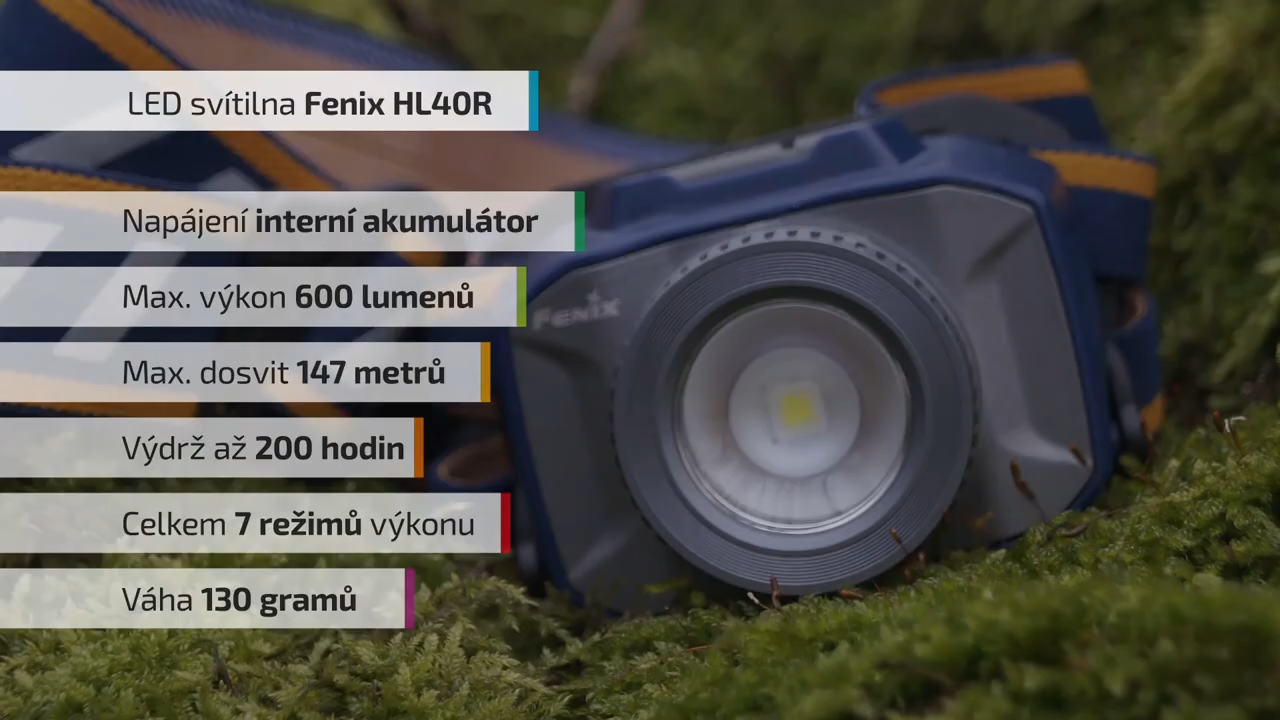 LED svítilna Fenix HL40R
Napájení interní akumulátor
Max. výkon 600 lumenů
FENIX
Max. dosvit 147 metrů
Výdrž až 200 hodin
Celkem 7 režimů výkonu
Váha 130 gramů